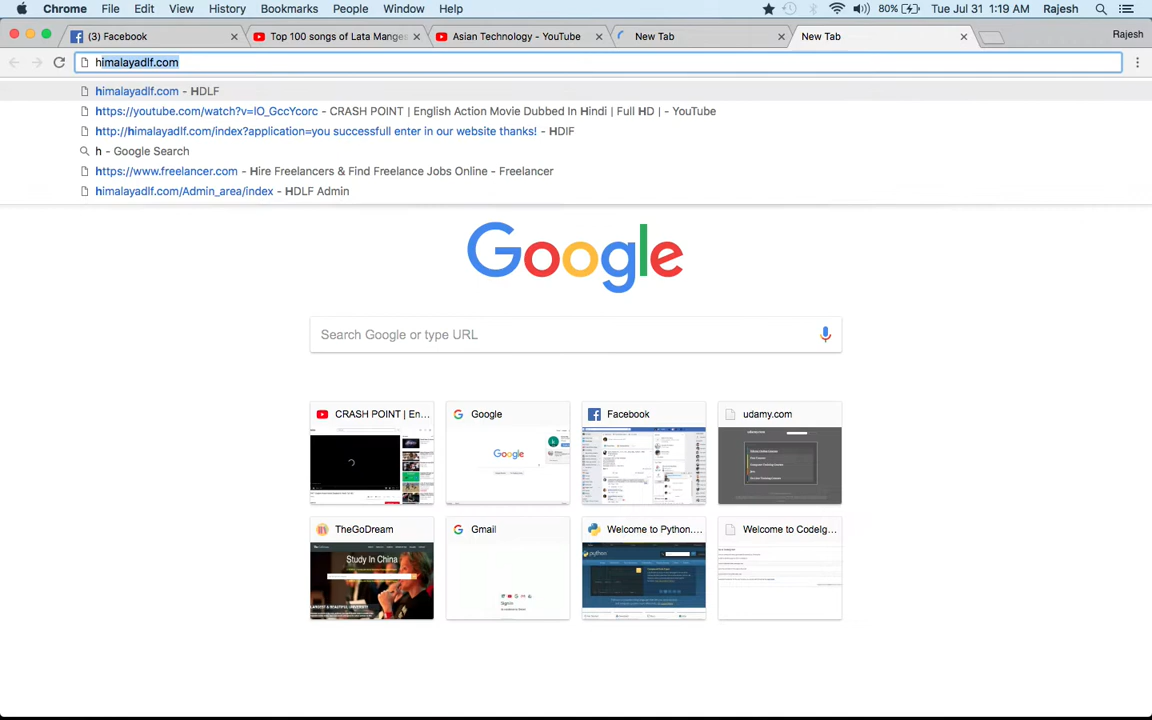 Chrome File Edit View History Bookmarks People Window Help 80% Tue Jul 31 1:19 AM Rajesh
(3) Facebook Top 100 songs of Lata Manges Asian Technology - YouTube New Tab New Tab Rajesh
himalayadlf.com
himalayadlf.com - HDLF
https://youtube.com/watch?v=lO_GccYcorc - CRASH POINT | English Action Movie Dubbed In Hindi | Full HD | - YouTube
http://himalayadlf.com/index?application=you successfull enter in our website thanks! - HDIF
h - Google Search
https://www.freelancer.com - Hire Freelancers & Find Freelance Jobs Online - Freelancer
himalayadlf.com/Admin_area/index - HDLF Admin
Google
Search Google or type URL
CRASH POINT | En... Google Facebook udamy.com
Google
TheGoDream Gmail Welcome to Python.... Welcome to CodeIg...
Study In China